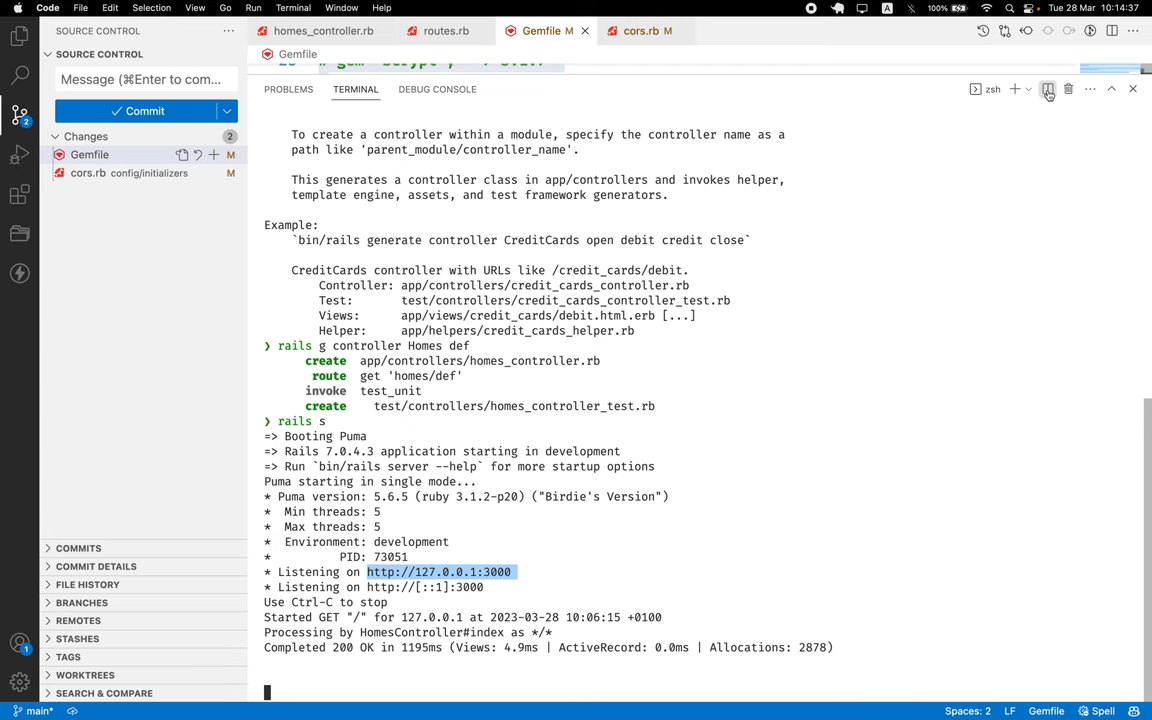 Code File Edit Selection View Go Run Terminal Window Help
A 100% Tue 28 Mar 10:14:37
SOURCE CONTROL
SOURCE CONTROL
Message (⌘Enter to com...
Commit
Changes 2
Gemfile M
cors.rb config/initializers M
COMMITS
COMMIT DETAILS
FILE HISTORY
BRANCHES
REMOTES
STASHES
TAGS
WORKTREES
SEARCH & COMPARE
2
1
homes_controller.rb routes.rb Gemfile M cors.rb M
Gemfile
PROBLEMS TERMINAL DEBUG CONSOLE
zsh
To create a controller within a module, specify the controller name as a
path like 'parent_module/controller_name'.
This generates a controller class in app/controllers and invokes helper,
template engine, assets, and test framework generators.
Example:
`bin/rails generate controller CreditCards open debit credit close`
CreditCards controller with URLs like /credit_cards/debit.
Controller: app/controllers/credit_cards_controller.rb
Test: test/controllers/credit_cards_controller_test.rb
Views: app/views/credit_cards/debit.html.erb [...]
Helper: app/helpers/credit_cards_helper.rb
❯ rails g controller Homes def
create app/controllers/homes_controller.rb
route get 'homes/def'
invoke test_unit
create test/controllers/homes_controller_test.rb
❯ rails s
=> Booting Puma
=> Rails 7.0.4.3 application starting in development
=> Run `bin/rails server --help` for more startup options
Puma starting in single mode...
* Puma version: 5.6.5 (ruby 3.1.2-p20) ("Birdie's Version")
* Min threads: 5
* Max threads: 5
* Environment: development
* PID: 73051
* Listening on http://127.0.0.1:3000
* Listening on http://[::1]:3000
Use Ctrl-C to stop
Started GET "/" for 127.0.0.1 at 2023-03-28 10:06:15 +0100
Processing by HomesController#index as */*
Completed 200 OK in 1195ms (Views: 4.9ms | ActiveRecord: 0.0ms | Allocations: 2878)
main* Spaces: 2 LF Gemfile Spell